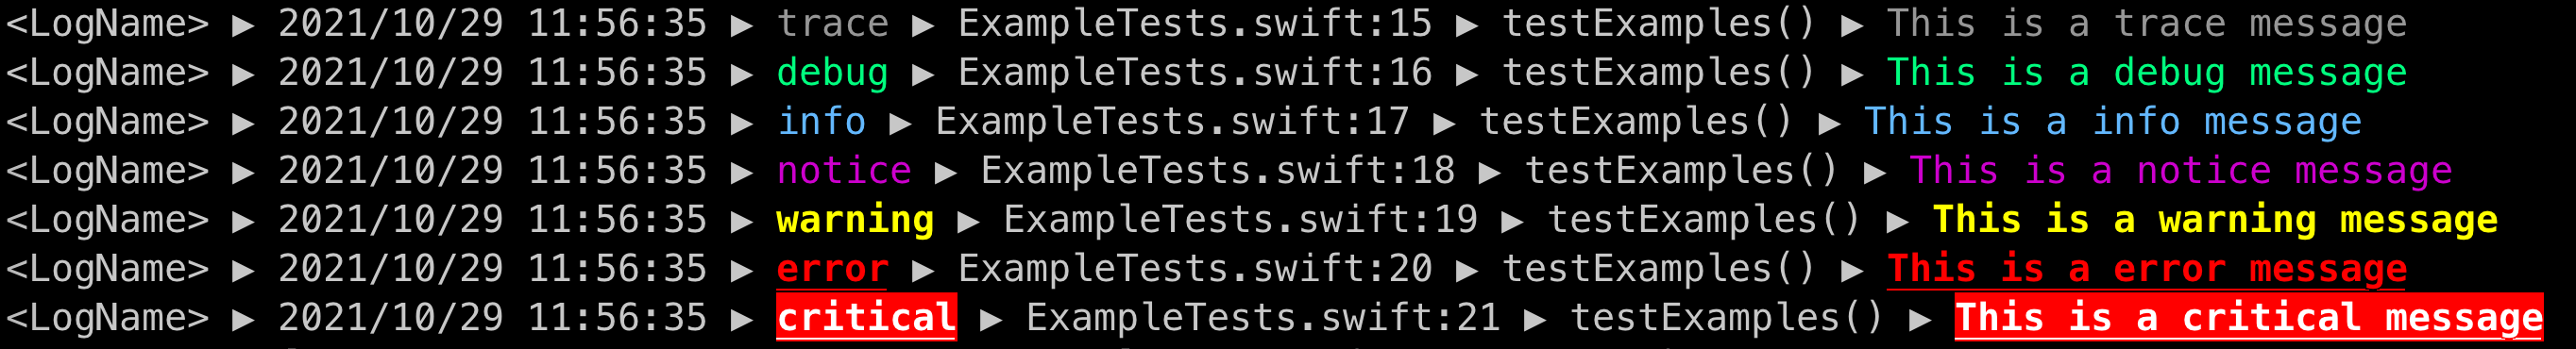 <LogName> ▶ 2021/10/29 11:56:35 ▶ trace ▶ ExampleTests.swift:15 ▶ testExamples() ▶ This is a trace message
<LogName> ▶ 2021/10/29 11:56:35 ▶ debug ▶ ExampleTests.swift:16 ▶ testExamples() ▶ This is a debug message
<LogName> ▶ 2021/10/29 11:56:35 ▶ info ▶ ExampleTests.swift:17 ▶ testExamples() ▶ This is a info message
<LogName> ▶ 2021/10/29 11:56:35 ▶ notice ▶ ExampleTests.swift:18 ▶ testExamples() ▶ This is a notice message
<LogName> ▶ 2021/10/29 11:56:35 ▶ warning ▶ ExampleTests.swift:19 ▶ testExamples() ▶ This is a warning message
<LogName> ▶ 2021/10/29 11:56:35 ▶ error ▶ ExampleTests.swift:20 ▶ testExamples() ▶ This is a error message
<LogName> ▶ 2021/10/29 11:56:35 ▶ critical ▶ ExampleTests.swift:21 ▶ testExamples() ▶ This is a critical message